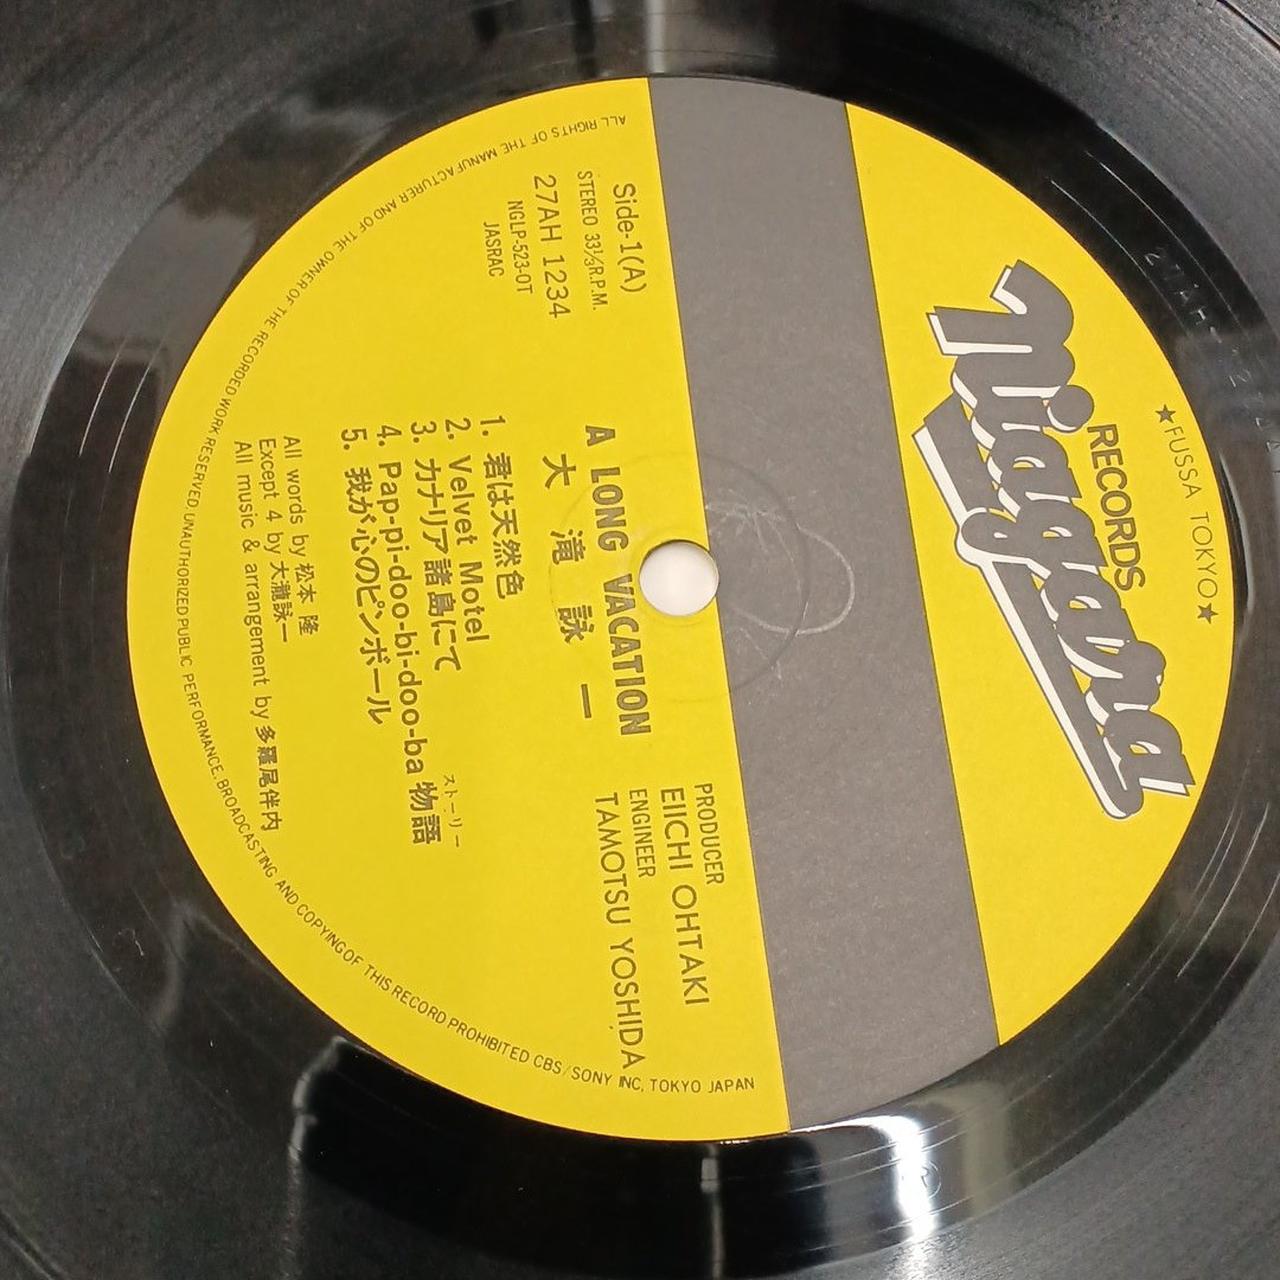 ★FUSSA TOKYO★
RECORDS
Niagara
Side-1(A)
STEREO 33⅓R.P.M.
27AH 1234
NGLP-523-OT
JASRAC
PRODUCER
EIICHI OHTAKI
ENGINEER
TAMOTSU YOSHIDA
A LONG VACATION
大滝詠一
1. 君は天然色
2. Velvet Motel
3. カナリア諸島にて
ストーリー
4. Pap-pi-doo-bi-doo-ba物語
5. 我が心のピンボール
All words by 松本 隆
Except 4 by 大瀧詠一
All music & arrangement by 多羅尾伴内
ALL RIGHTS OF THE MANUFACTURER AND OF THE OWNER OF THE RECORDED WORK RESERVED. UNAUTHORIZED PUBLIC PERFORMANCE, BROADCASTING AND COPYING OF THIS RECORD PROHIBITED CBS/SONY INC, TOKYO JAPAN